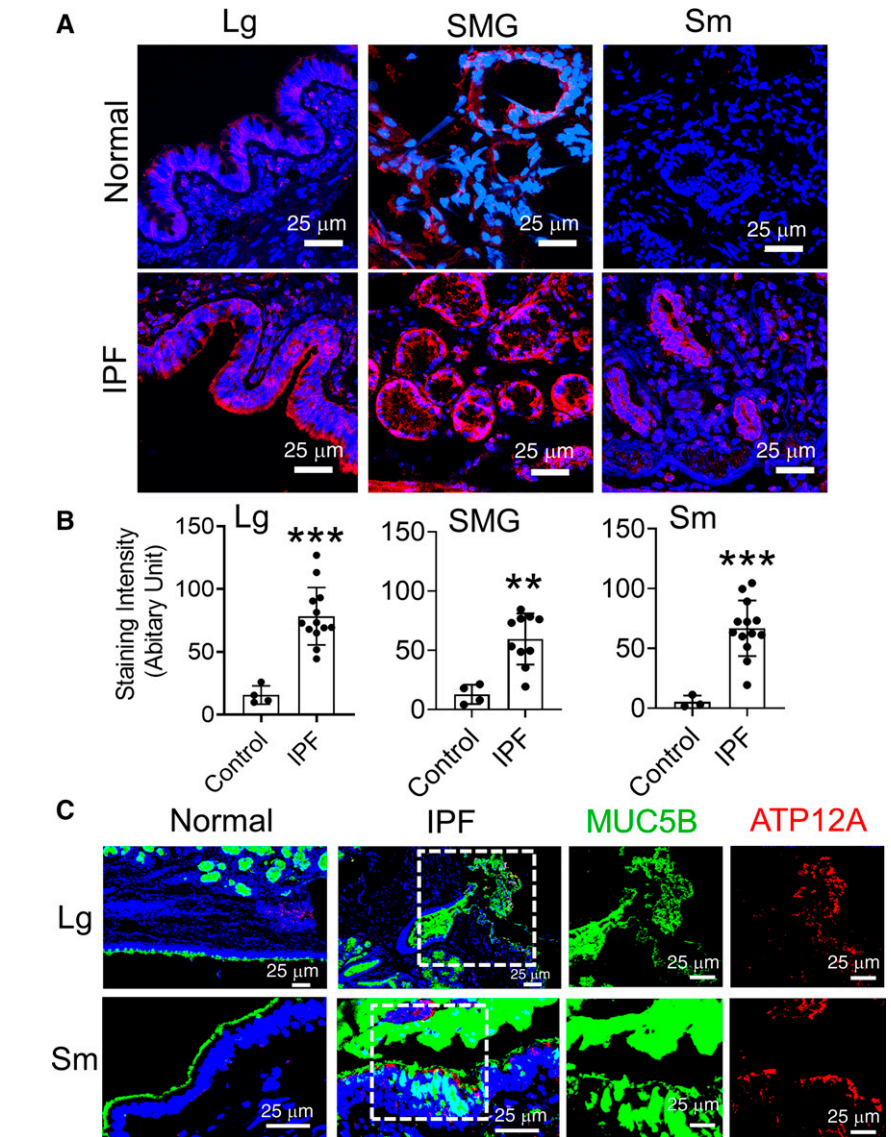 A
Lg SMG Sm
Normal
25 µm 25 µm 25 µm
IPF
25 µm 25 µm 25 µm
B
Staining Intensity
(Abitary Unit)
Lg
150
***
100
50
0
Control IPF
SMG
150
100
**
50
0
Control IPF
Sm
150
***
100
50
0
Control IPF
C
Normal IPF MUC5B ATP12A
Lg
25 µm 25 µm 25 µm 25 µm
Sm
25 µm 25 µm 25 µm 25 µm